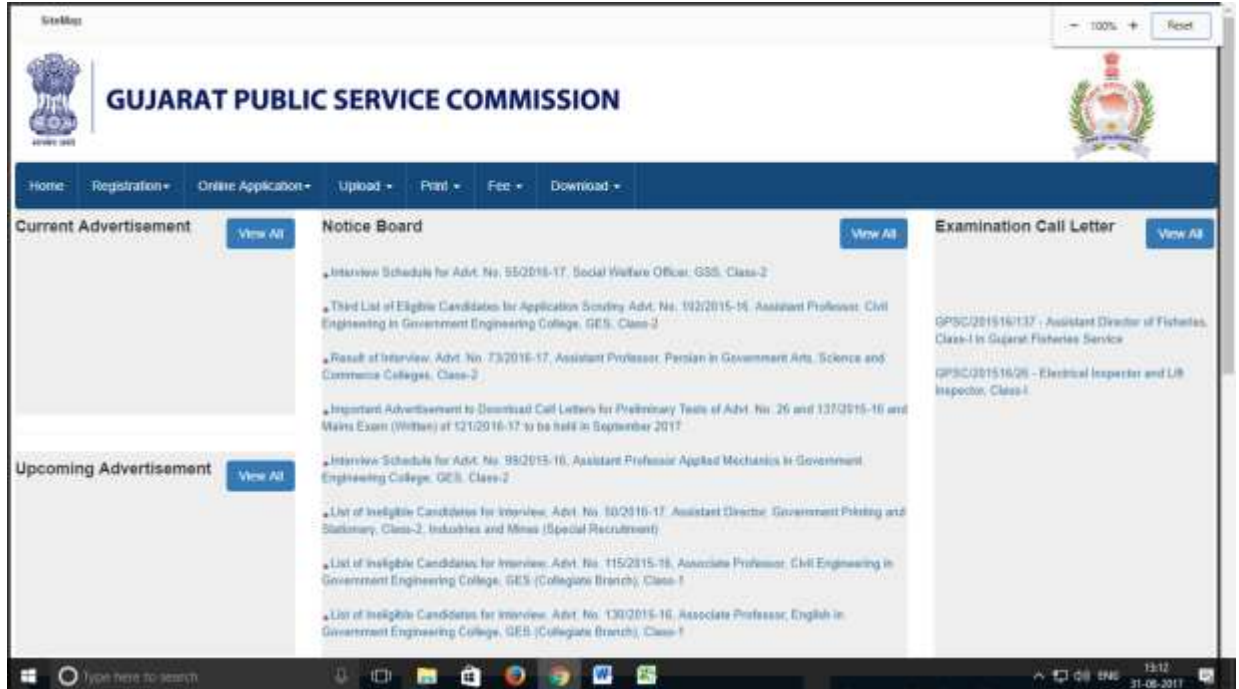 SiteMap
- 100% + Reset
GUJARAT PUBLIC SERVICE COMMISSION
Home Registration Online Application Upload Print Fee Download
Current Advertisement View All
Notice Board View All
Interview Schedule for Advt. No. 55/2016-17, Social Welfare Officer, GSS, Class-2
Third List of Eligible Candidates for Application Scrutiny, Advt. No. 102/2015-16, Assistant Professor, Civil
Engineering in Government Engineering College, GES, Class-2
Result of Interview, Advt. No. 73/2016-17, Assistant Professor, Persian in Government Arts, Science and
Commerce Colleges, Class-2
Important Advertisement to Download Call Letters for Preliminary Tests of Advt. No. 26 and 137/2015-16 and
Mains Exam (Written) of 121/2016-17 to be held in September 2017
Interview Schedule for Advt. No. 99/2015-16, Assistant Professor Applied Mechanics in Government
Engineering College, GES, Class-2
List of Ineligible Candidates for Interview, Advt. No. 50/2016-17, Assistant Director, Government Printing and
Stationary, Class-2, Industries and Mines (Special Recruitment)
List of Ineligible Candidates for Interview, Advt. No. 115/2015-16, Associate Professor, Civil Engineering in
Government Engineering College, GES (Collegiate Branch), Class-1
List of Ineligible Candidates for Interview, Advt. No. 130/2015-16, Associate Professor, English in
Government Engineering College, GES (Collegiate Branch), Class-1
Examination Call Letter View All
GPSC/201516/137 - Assistant Director of Fisheries,
Class-I in Gujarat Fisheries Service
GPSC/201516/26 - Electrical Inspector and Lift
Inspector, Class-I
Upcoming Advertisement View All
Type here to search
ENG
15:12
31-08-2017